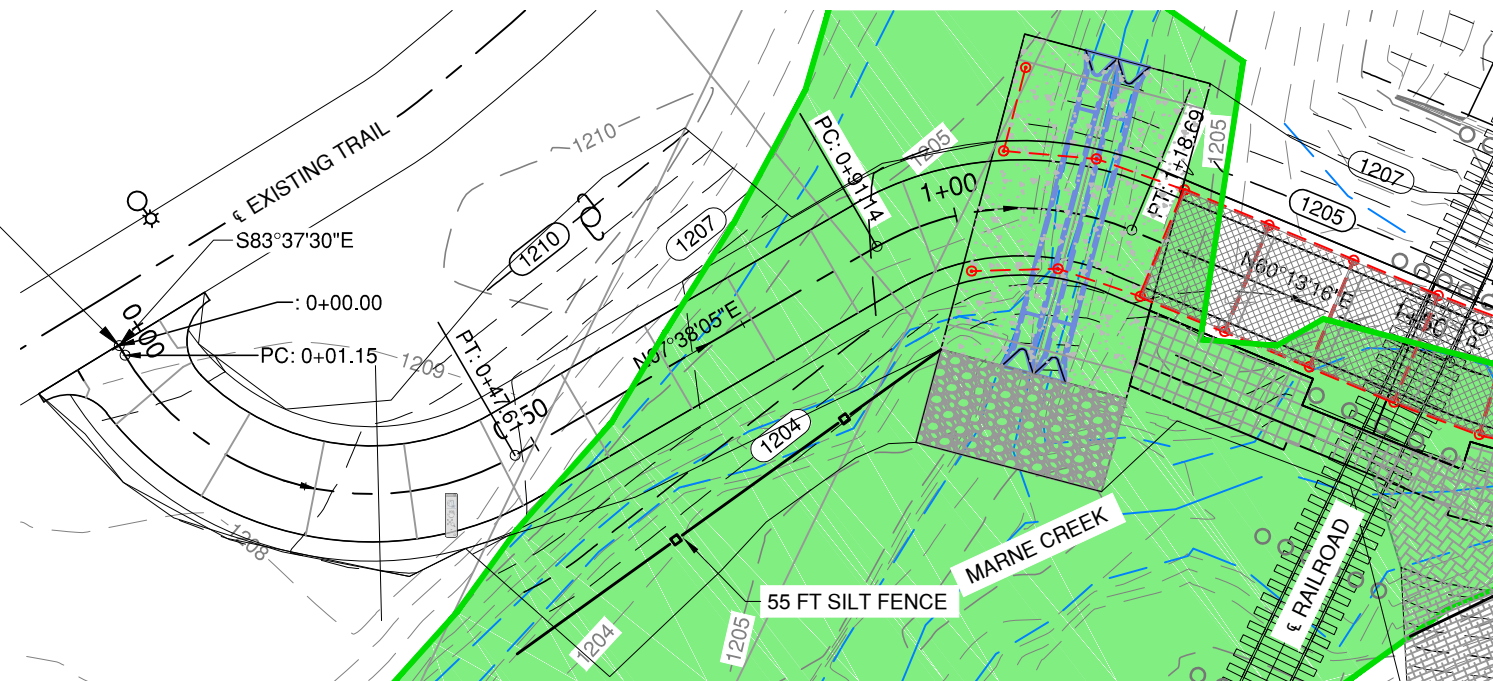 1210
℄ EXISTING TRAIL
PC: 0+91.14
1205
1+00
PT: 1+18.69
1205
1207
1205
S83°37'30"E
1210
1207
N60°13'16"E
: 0+00.00
0+00
PC: 0+01.15
1209
PT: 0+47.61
50
N67°38'05"E
PC
1204
1208
MARNE CREEK
55 FT SILT FENCE
1204
1205
℄ RAILROAD